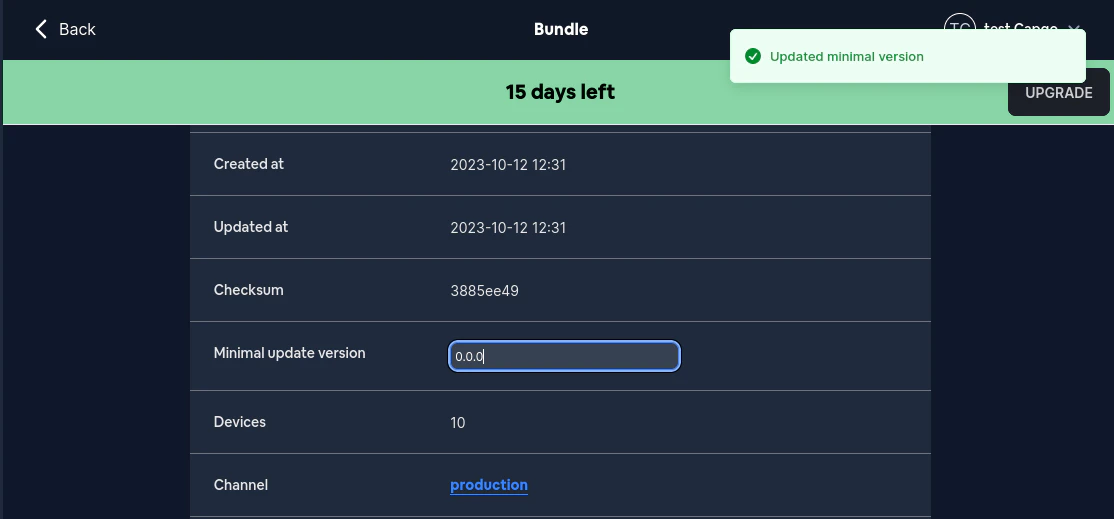 Back
Bundle
TC
test Capgo
Updated minimal version
15 days left
UPGRADE
Created at
2023-10-12 12:31
Updated at
2023-10-12 12:31
Checksum
3885ee49
Minimal update version
0.0.0
Devices
10
Channel
production